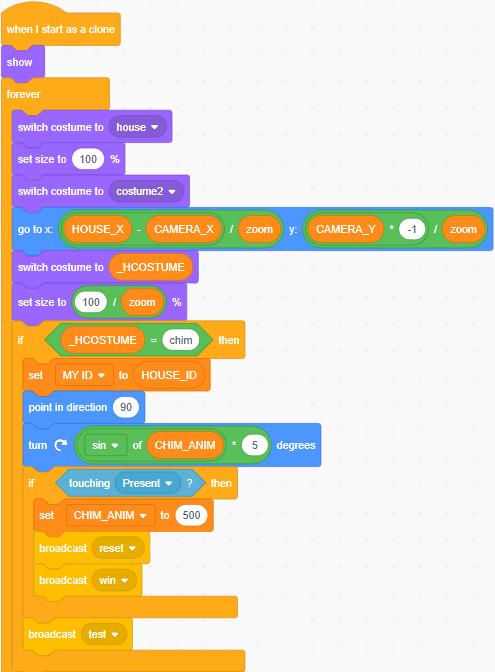 when I start as a clone
show
forever
switch costume to house
set size to 100 %
switch costume to costume2
go to x: HOUSE_X - CAMERA_X / zoom y: CAMERA_Y * -1 / zoom
switch costume to _HCOSTUME
set size to 100 / zoom %
if _HCOSTUME = chim then
set MY ID to HOUSE_ID
point in direction 90
turn sin of CHIM_ANIM * 5 degrees
if touching Present ? then
set CHIM_ANIM to 500
broadcast reset
broadcast win
broadcast test